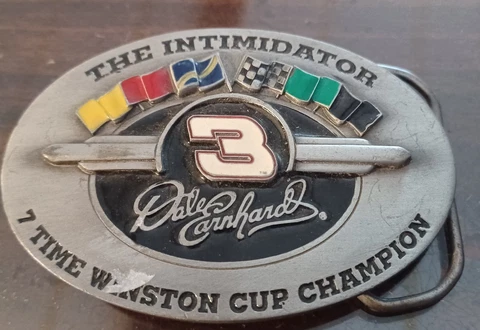 THE INTIMIDATOR
3
Dale
Earnhardt®
7 TIME WINSTON CUP CHAMPION